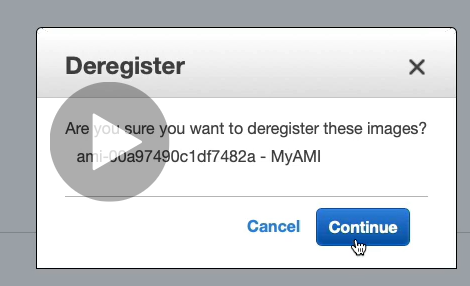 Deregister
Are you sure you want to deregister these images?
ami-00a97490c1df7482a - MyAMI
Cancel
Continue